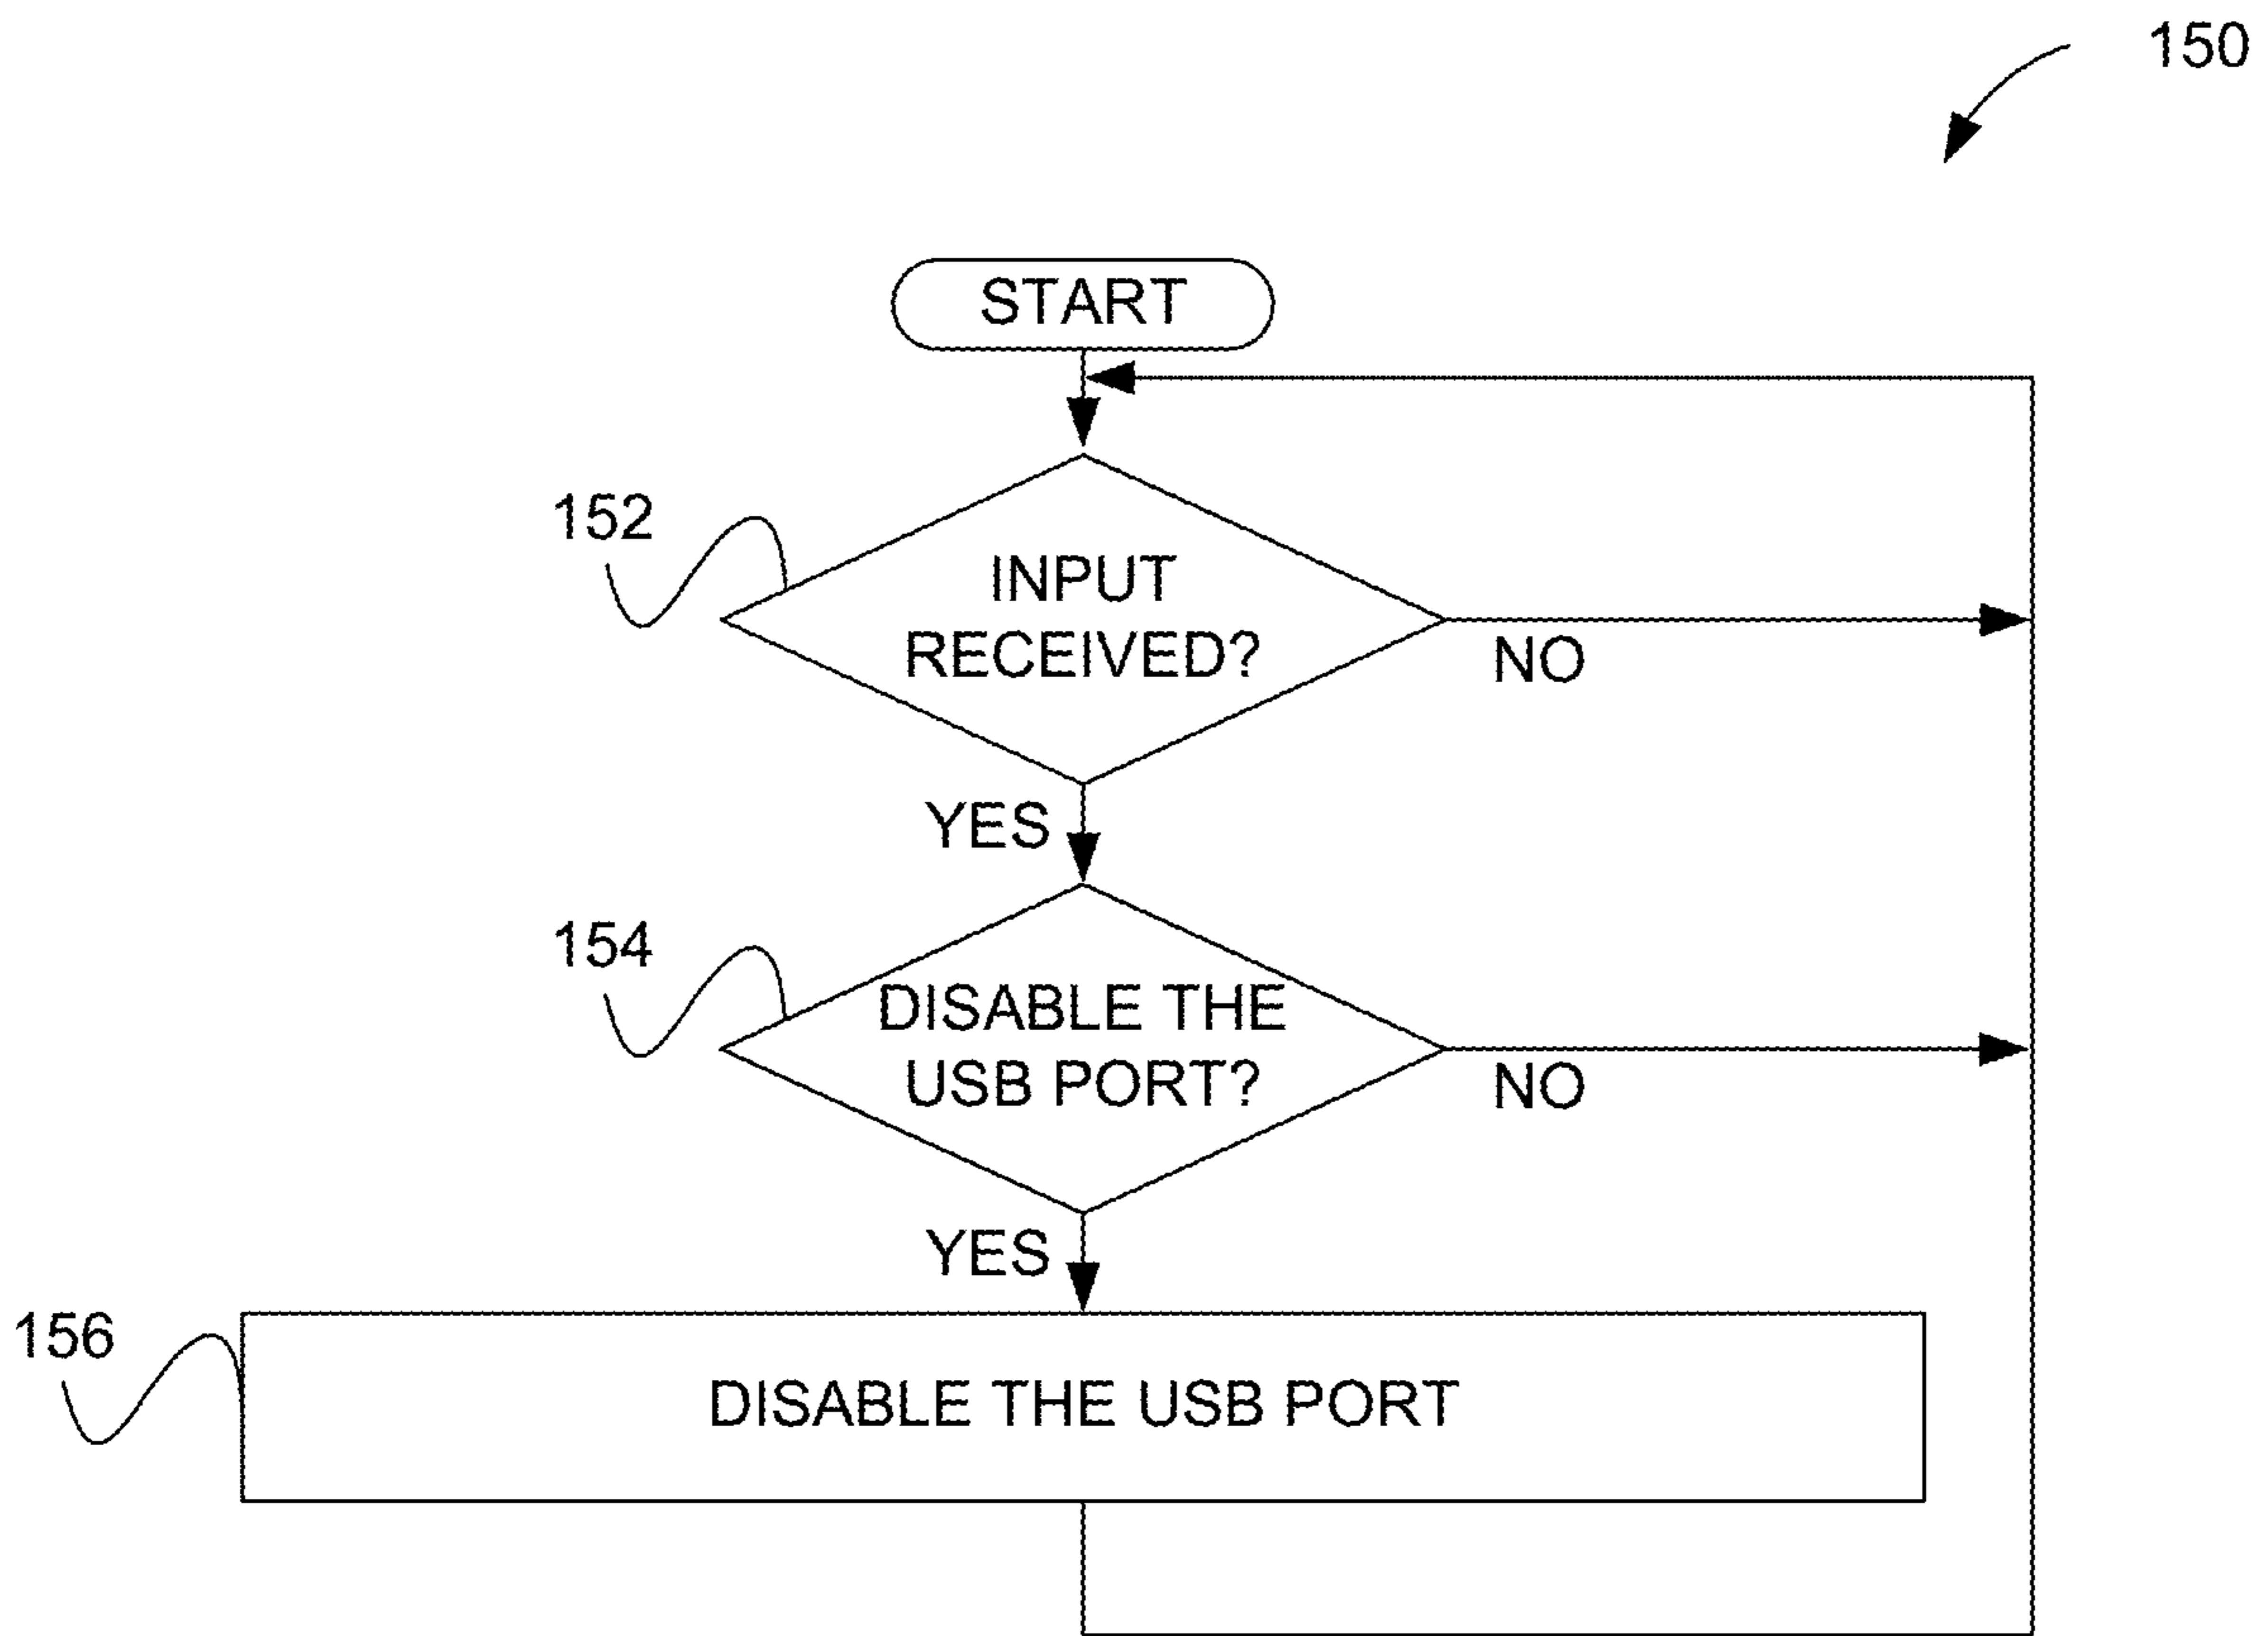 150
START
152
INPUT
RECEIVED?
NO
YES
154
DISABLE THE
USB PORT?
NO
YES
156
DISABLE THE USB PORT